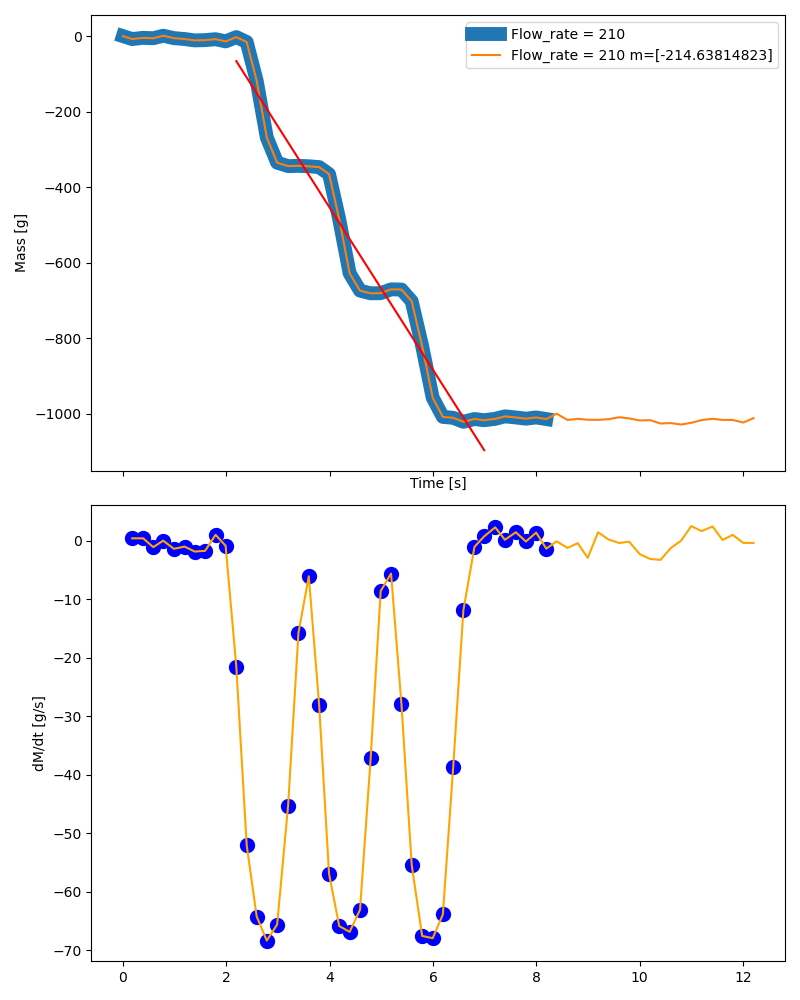 Flow_rate = 210
Flow_rate = 210 m=[-214.63814823]
0
−200
−400
−600
−800
−1000
Mass [g]
Time [s]
0
−10
−20
−30
−40
−50
−60
−70
dM/dt [g/s]
0 2 4 6 8 10 12